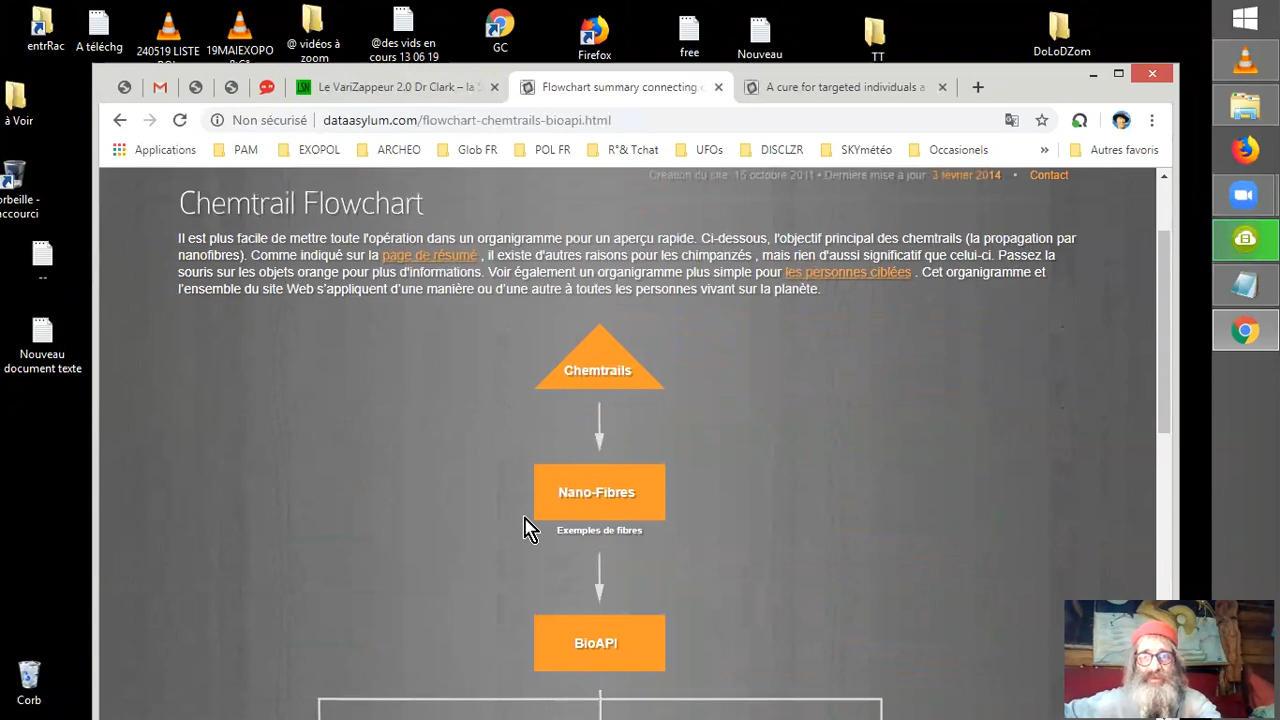 entrRac
A téléchg
240519 LISTE
19MAIEXOPO
@ vidéos à
zoom
@des vids en
cours 13 06 19
GC
Firefox
free
Nouveau
TT
DoLoDZom
à Voir
orbeille -
accourci
--
Nouveau
document texte
Corb
Le VariZappeur 2.0 Dr Clark – la
Flowchart summary connecting
A cure for targeted individuals a
Non sécurisé
dataasylum.com/flowchart-chemtrails-bioapi.html
Applications
PAM
EXOPOL
ARCHEO
Glob FR
POL FR
R°& Tchat
UFOs
DISCLZR
SKYmétéo
Occasionels
»
Autres favoris
Création du site: 16 octobre 2011 • Dernière mise à jour 3 février 2014 • Contact
Chemtrail Flowchart
Il est plus facile de mettre toute l'opération dans un organigramme pour un aperçu rapide. Ci-dessous, l'objectif principal des chemtrails (la propagation par
nanofibres). Comme indiqué sur la page de résumé , il existe d'autres raisons pour les chimpanzés , mais rien d'aussi significatif que celui-ci. Passez la
souris sur les objets orange pour plus d'informations. Voir également un organigramme plus simple pour les personnes ciblées . Cet organigramme et
l'ensemble du site Web s'appliquent d'une manière ou d'une autre à toutes les personnes vivant sur la planète.
Chemtrails
Nano-Fibres
Exemples de fibres
BioAPI